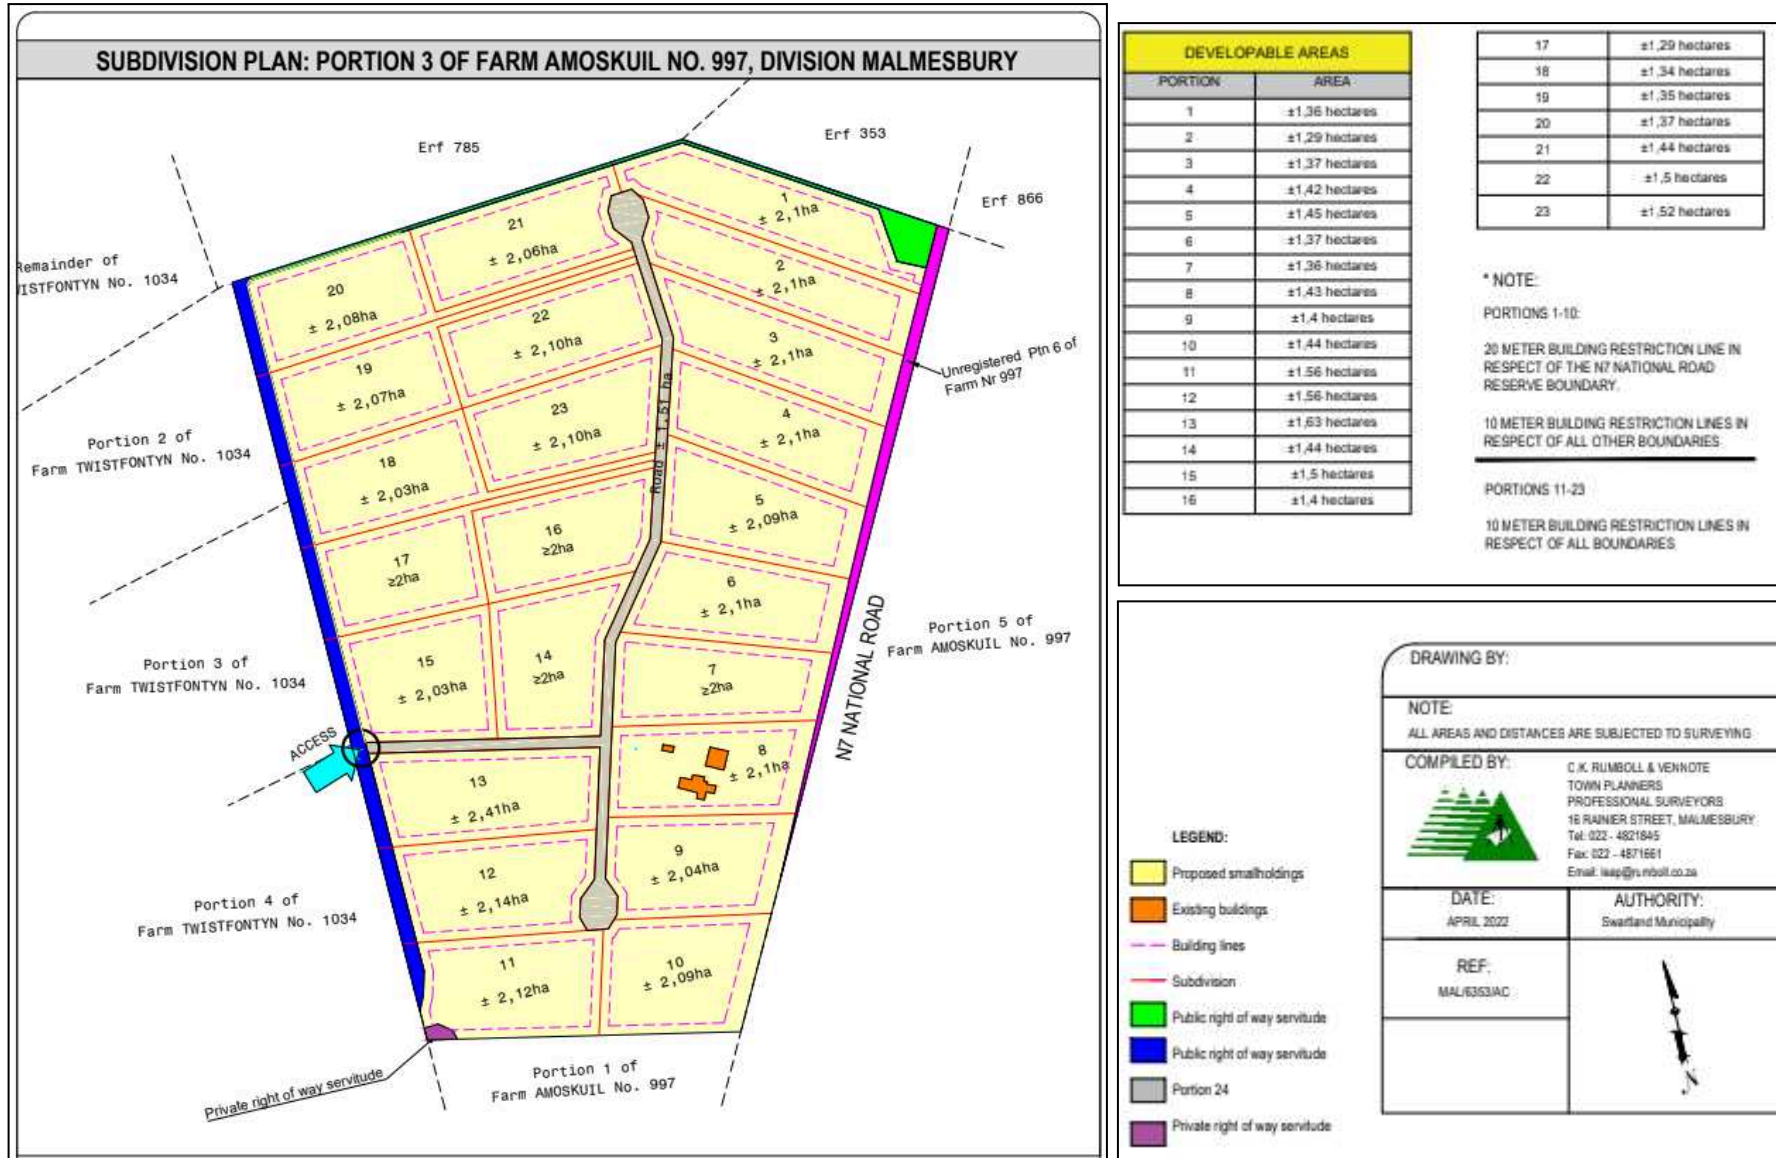 SUBDIVISION PLAN: PORTION 3 OF FARM AMOSKUIL NO. 997, DIVISION MALMESBURY
Erf 785
Erf 353
Erf 866
Remainder of
TWISTFONTYN No. 1034
Portion 2 of
Farm TWISTFONTYN No. 1034
Portion 3 of
Farm TWISTFONTYN No. 1034
Portion 4 of
Farm TWISTFONTYN No. 1034
ACCESS
Private right of way servitude
Portion 1 of
Farm AMOSKUIL No. 997
Portion 5 of
Farm AMOSKUIL No. 997
N7 NATIONAL ROAD
Unregistered Ptn 6 of
Farm Nr 997
Road ± 1,51 ha
1
± 2,1ha
2
± 2,1ha
3
± 2,1ha
4
± 2,1ha
5
± 2,09ha
6
± 2,1ha
7
≥2ha
8
± 2,1ha
9
± 2,04ha
10
± 2,09ha
11
± 2,12ha
12
± 2,14ha
13
± 2,41ha
14
≥2ha
15
± 2,03ha
16
≥2ha
17
≥2ha
18
± 2,03ha
19
± 2,07ha
20
± 2,08ha
21
± 2,06ha
22
± 2,10ha
23
± 2,10ha
DEVELOPABLE AREAS
PORTION AREA
1 ±1,36 hectares
2 ±1,29 hectares
3 ±1,37 hectares
4 ±1,42 hectares
5 ±1,45 hectares
6 ±1,37 hectares
7 ±1,36 hectares
8 ±1,43 hectares
9 ±1,4 hectares
10 ±1,44 hectares
11 ±1.56 hectares
12 ±1,56 hectares
13 ±1,63 hectares
14 ±1,44 hectares
15 ±1,5 hectares
16 ±1,4 hectares
17 ±1,29 hectares
18 ±1,34 hectares
19 ±1,35 hectares
20 ±1,37 hectares
21 ±1,44 hectares
22 ±1,5 hectares
23 ±1,52 hectares
* NOTE:
PORTIONS 1-10:
20 METER BUILDING RESTRICTION LINE IN
RESPECT OF THE N7 NATIONAL ROAD
RESERVE BOUNDARY.
10 METER BUILDING RESTRICTION LINES IN
RESPECT OF ALL OTHER BOUNDARIES
PORTIONS 11-23
10 METER BUILDING RESTRICTION LINES IN
RESPECT OF ALL BOUNDARIES
LEGEND:
Proposed smallholdings
Existing buildings
Building lines
Subdivision
Public right of way servitude
Public right of way servitude
Portion 24
Private right of way servitude
DRAWING BY:
NOTE:
ALL AREAS AND DISTANCES ARE SUBJECTED TO SURVEYING
COMPILED BY:
C.K. RUMBOLL & VENNOTE
TOWN PLANNERS
PROFESSIONAL SURVEYORS
16 RAINIER STREET, MALMESBURY
Tel: 022 - 4821845
Fax: 022 - 4871661
Email: leap@rumboll.co.za
DATE:
APRIL 2022
AUTHORITY:
Swartland Municipality
REF:
MAL/6353/AC
N